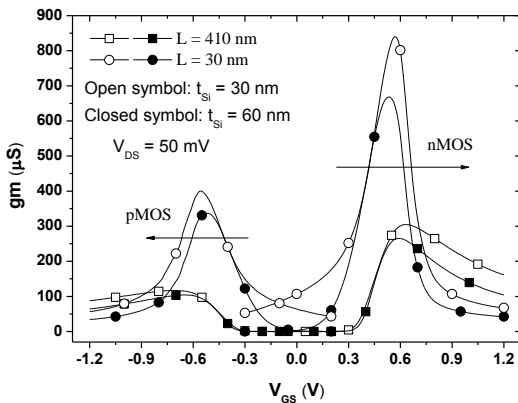 900
800
700
600
500
400
300
200
100
0
gm (µS)
L = 410 nm
L = 30 nm
Open symbol: tSi = 30 nm
Closed symbol: tSi = 60 nm
VDS = 50 mV
nMOS
pMOS
-1.2 -0.9 -0.6 -0.3 0.0 0.3 0.6 0.9 1.2
VGS (V)